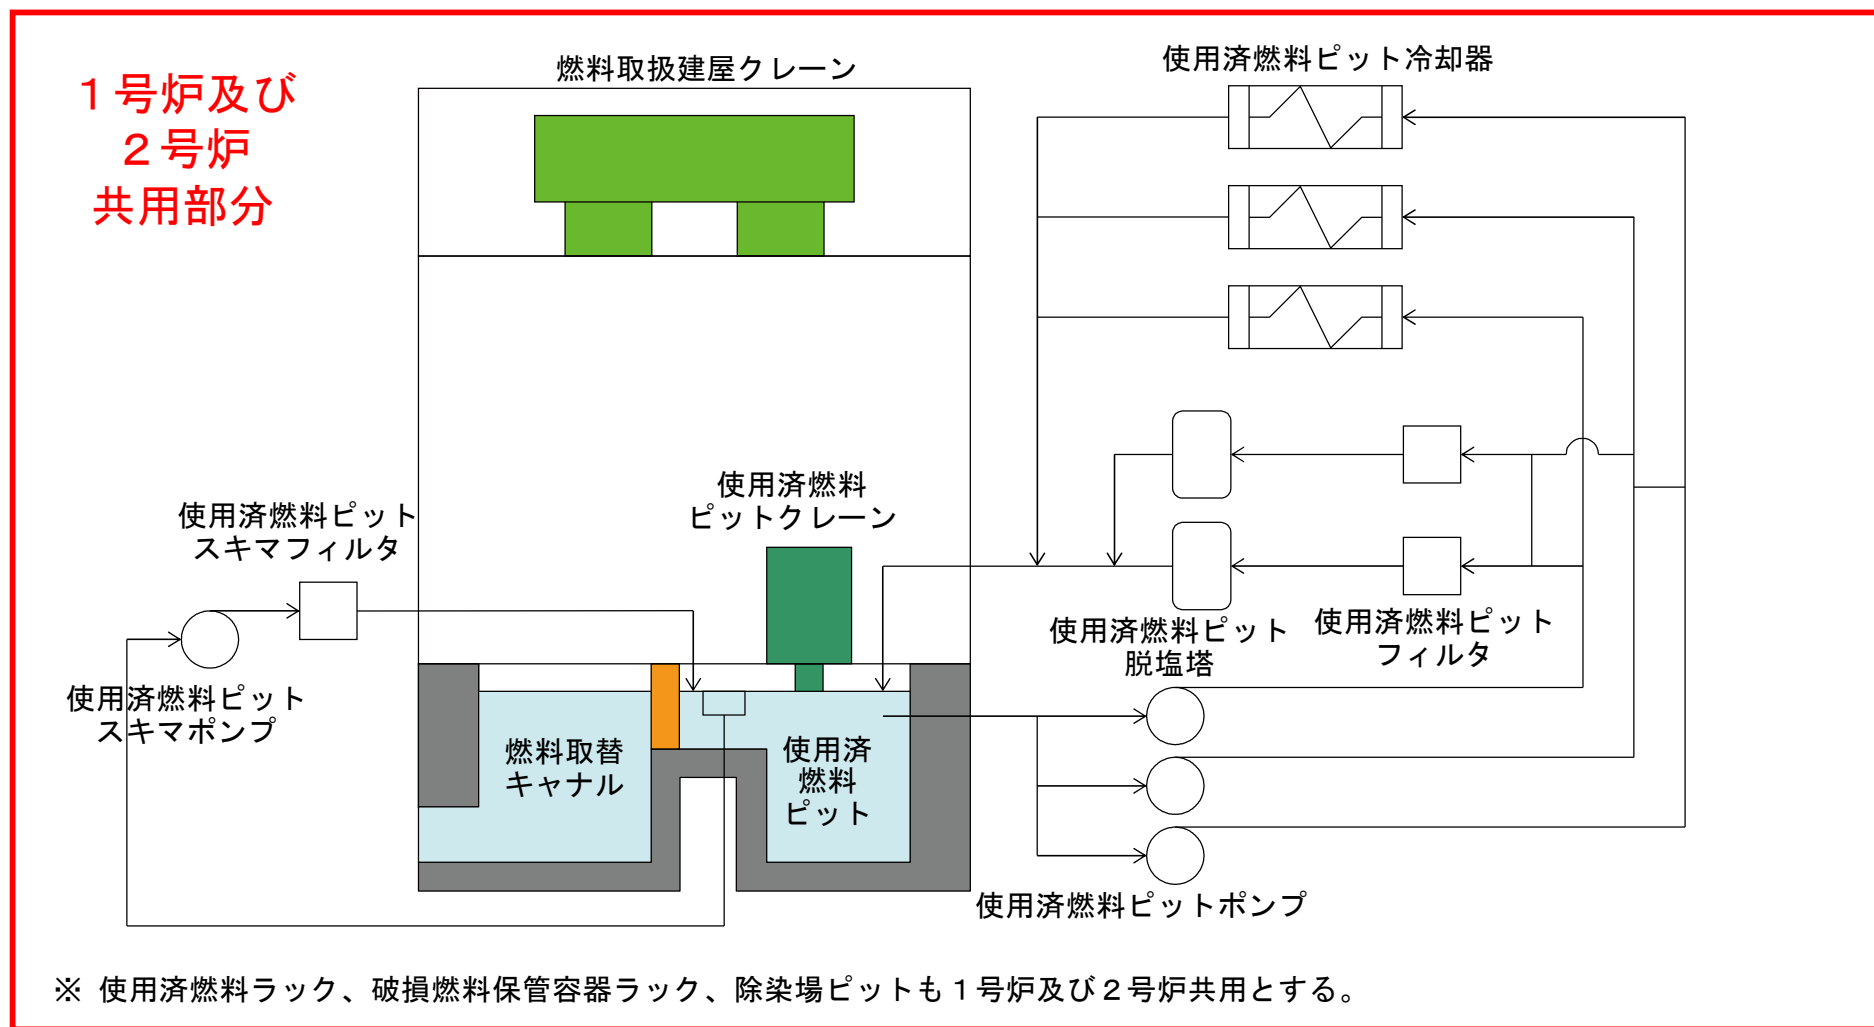 １号炉及び
２号炉
共用部分
燃料取扱建屋クレーン
使用済燃料ピット冷却器
使用済燃料
ピットクレーン
使用済燃料ピット
スキマフィルタ
使用済燃料ピット
スキマポンプ
使用済燃料ピット
脱塩塔
使用済燃料ピット
フィルタ
燃料取替
キャナル
使用済
燃料
ピット
使用済燃料ピットポンプ
※ 使用済燃料ラック、破損燃料保管容器ラック、除染場ピットも１号炉及び２号炉共用とする。